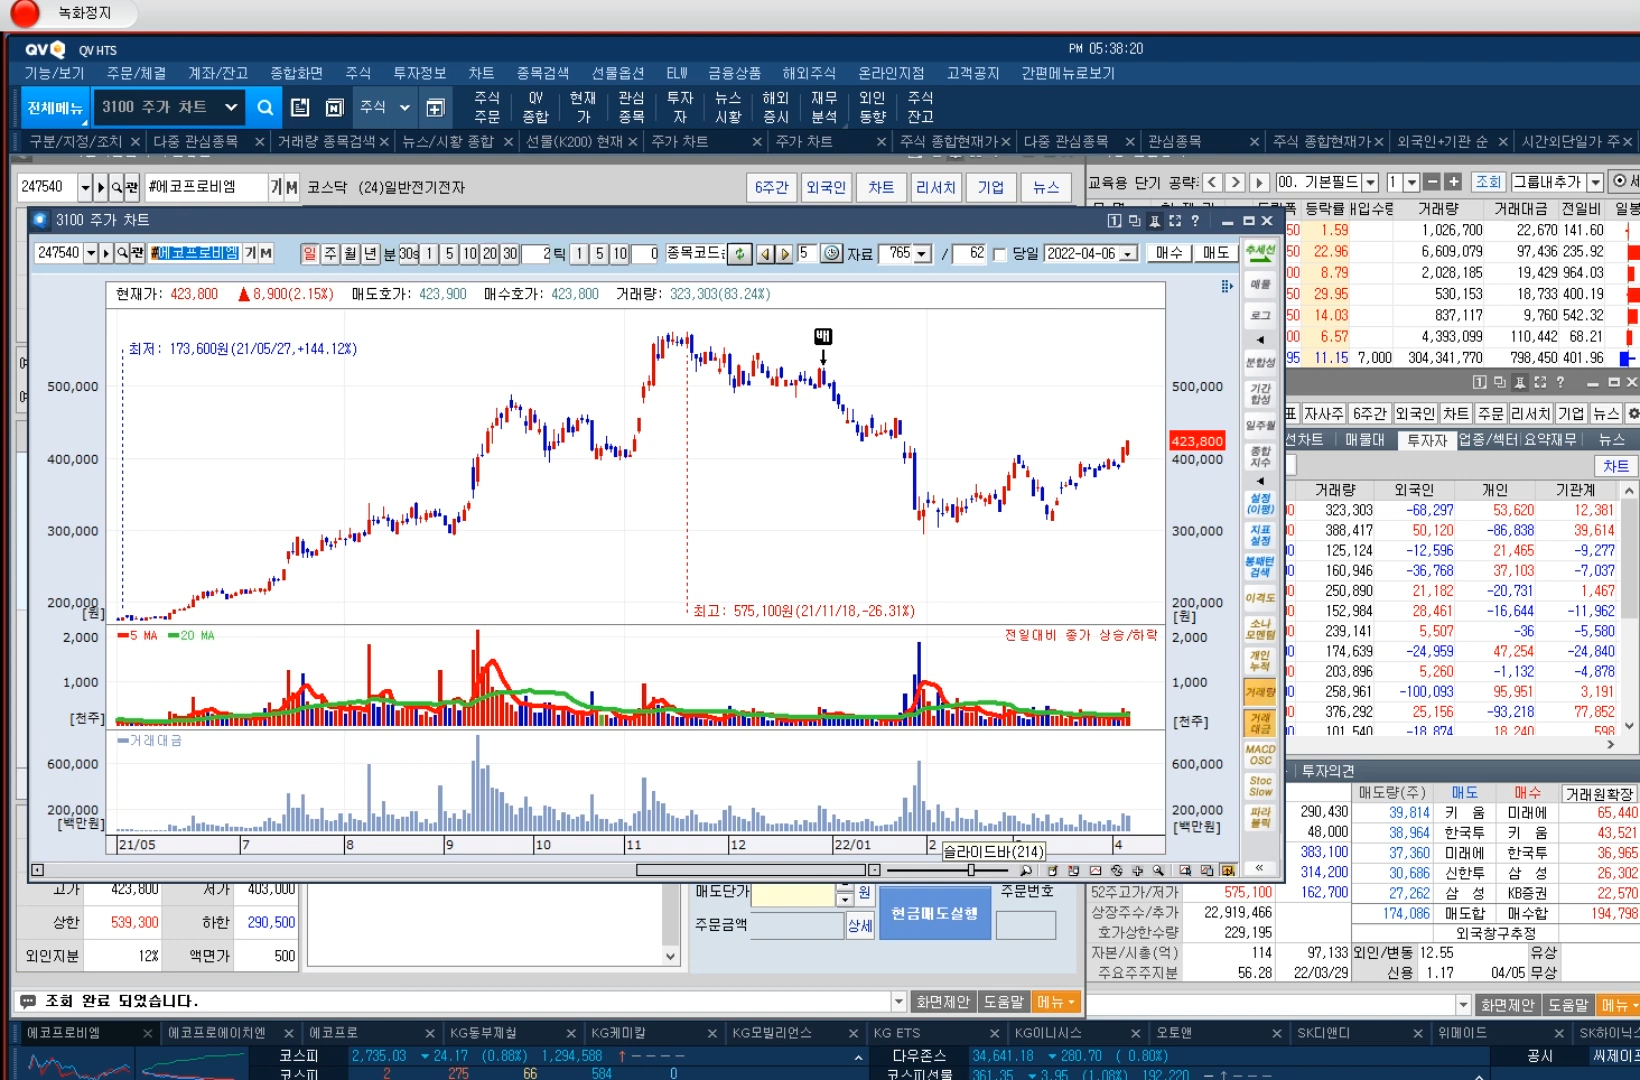 녹화정지
QV QV HTS PM 05:38:20
기능/보기 주문/체결 계좌/잔고 종합화면 주식 투자정보 차트 종목검색 선물옵션 ELW 금융상품 해외주식 온라인지점 고객공지 간편메뉴로보기
전체메뉴 3100 주가 차트 주식 주식주문 QV종합 현재가 관심종목 투자자 뉴스시황 해외증시 재무분석 외인동향 주식잔고
구분/지정/조치 × 다중 관심종목 × 거래량 종목검색 × 뉴스/시황 종합 × 선물(K200) 현재 × 주가 차트 × 주가 차트 × 주식 종합현재가 × 다중 관심종목 × 관심종목 × 주식 종합현재가 × 외국인+기관 순 × 시간외단일가 주 ×
247540 관 #에코프로비엠 기 M 코스닥 (24)일반전기전자 6주간 외국인 차트 리서치 기업 뉴스
교육용 단기 공략 < > 00. 기본필드 1 조회 그룹내추가
등락률 거래량 거래대금 전일비 일봉
1.59 1,026,700 22,670 141.60
22.96 6,609,079 97,436 235.92
8.79 2,028,185 19,429 964.03
29.95 530,153 18,733 400.19
14.03 837,117 9,760 542.32
6.57 4,393,099 110,442 68.21
11.15 7,000 304,341,770 798,450 401.96
3100 주가 차트
247540 관 #에코프로비엠 기 M 일 주 월 년 분 30s 1 5 10 20 30 2 틱 1 5 10 0 종목코드 5 자료 765 / 62 당일 2022-04-06 매수 매도
현재가: 423,800 ▲ 8,900(2.15%) 매도호가: 423,900 매수호가: 423,800 거래량: 323,303(83.24%)
최저: 173,600원(21/05/27,+144.12%)
배
500,000 500,000
423,800
400,000 400,000
300,000 300,000
200,000 200,000
[원] [원]
최고: 575,100원(21/11/18,-26.31%)
5 MA 20 MA 전일대비 종가 상승/하락
2,000 2,000
1,000 1,000
[천주] [천주]
거래대금
600,000 600,000
200,000 200,000
[백만원] [백만원]
21/05 7 8 9 10 11 12 22/01 2 4
슬라이드바(214)
추세선
매물
로그
분합성
기간합성
일주월
종합지수
설정(이평)
지표설정
봉패턴검색
이격도
소나모멘텀
개인누적
거래량
거래대금
MACD OSC
Stoc Slow
파라볼릭
자사주 6주간 외국인 차트 주문 리서치 기업 뉴스
선차트 매물대 투자자 업종/섹터 요약재무 뉴스
차트
거래량 외국인 개인 기관계
323,303 -68,297 53,620 12,381
388,417 50,120 -86,838 39,614
125,124 -12,596 21,465 -9,277
160,946 -36,768 37,103 -7,037
250,890 21,182 -20,731 1,467
152,984 28,461 -16,644 -11,962
239,141 5,507 -36 -5,580
174,639 -24,959 47,254 -24,840
203,896 5,260 -1,132 -4,878
258,961 -100,093 95,951 3,191
376,292 25,156 -93,218 77,852
101,540 -18,874 18,240 598
투자의견
매도량(주) 매도 매수 거래원확장
290,430 39,814 키 움 미래에 65,440
48,000 38,964 한국투 키 움 43,521
383,100 37,360 미래에 한국투 36,965
314,200 30,686 신한투 삼 성 26,302
162,700 27,262 삼 성 KB증권 22,570
174,086 매도합 매수합 194,798
외국창구추정
52주고가/저가 575,100
상장주수/추가 22,919,466
호가상한수량 229,195
자본/시총(억) 114 97,133 외인/변동 12.55 유상
주요주주지분 56.28 22/03/29 신용 1.17 04/05 무상
고가 423,800 저가 403,000
상한 539,300 하한 290,500
외인지분 12% 액면가 500
매도단가 원 현금매도실행 주문번호
주문금액 상세
조회 완료 되었습니다. 화면제안 도움말 메뉴
화면제안 도움말 메뉴
에코프로비엠 × 에코프로에이치엔 × 에코프로 × KG동부제철 × KG케미칼 × KG모빌리언스 × KG ETS × KG이니시스 × 오토앤 × SK디앤디 × 위메이드 × SK하이닉스
코스피 2,735.03 ▼24.17 (0.88%) 1,294,588 다우존스 34,641.18 ▼280.70 ( 0.80%) 공시 씨제이프
코스피 2 275 66 584 0 코스피선물 361.35 ▼3.95 (1.08%) 192,220